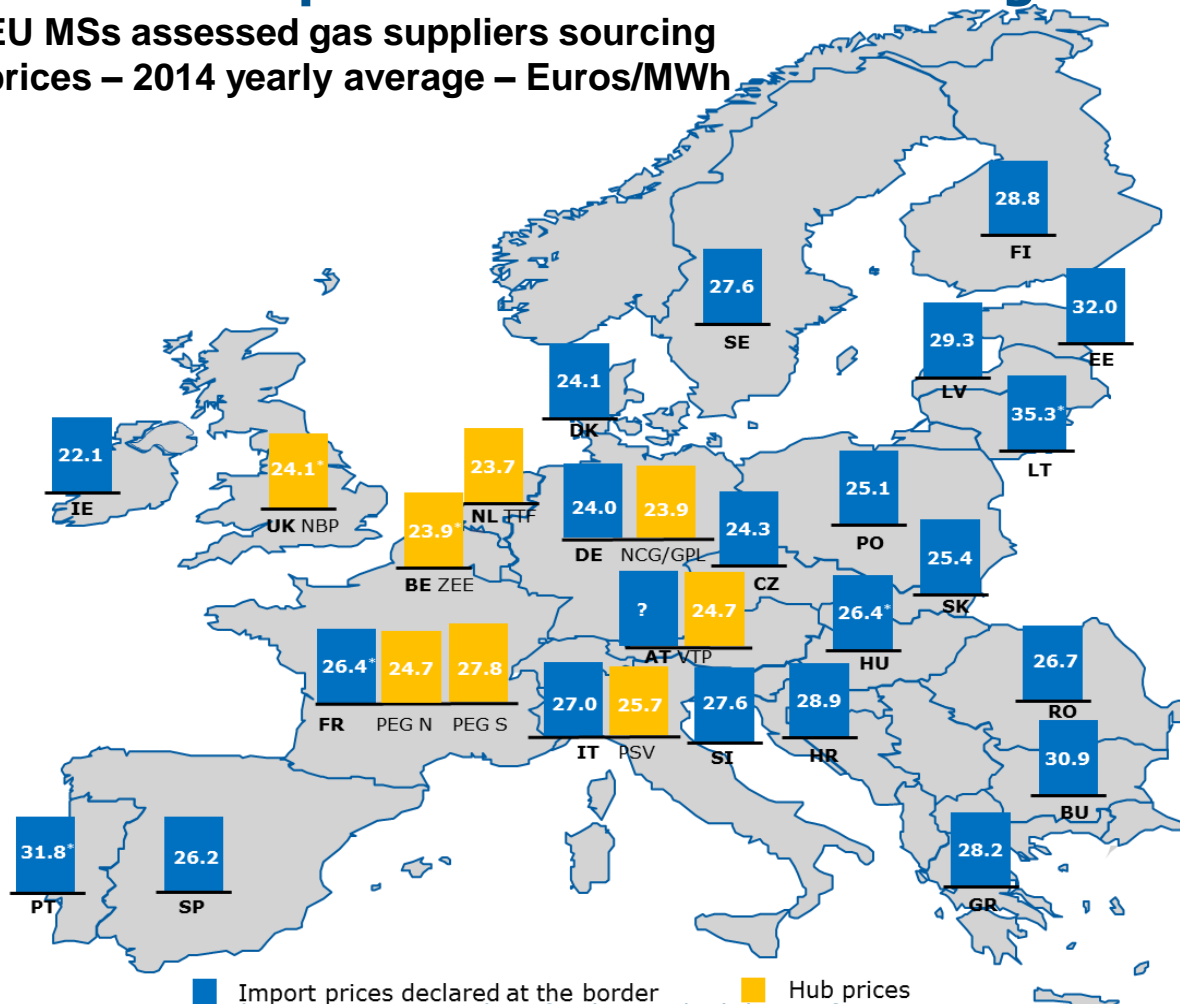 EU MSs assessed gas suppliers sourcing
prices – 2014 yearly average – Euros/MWh
28.8
FI
27.6
SE
32.0
EE
29.3
LV
35.3*
LT
24.1
DK
22.1
IE
24.1*
UK NBP
23.7
NL TTF
23.9*
BE ZEE
24.0 23.9
DE NCG/GPL
24.3
CZ
25.1
PO
25.4
SK
? 24.7
AT VTP
26.4*
HU
26.4* 24.7 27.8
FR PEG N PEG S
27.0 25.7
IT PSV
27.6
SI
28.9
HR
26.7
RO
30.9
BU
28.2
GR
31.8*
PT
26.2
SP
Import prices declared at the border Hub prices